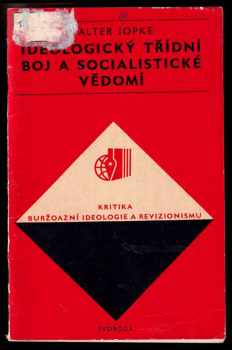 ALTER JOPKE
IDEOLOGICKÝ TŘÍDNÍ
BOJ A SOCIALISTICKÉ
VĚDOMÍ
KRITIKA
BURŽOAZNÍ IDEOLOGIE A REVIZIONISMU
SVOBODA